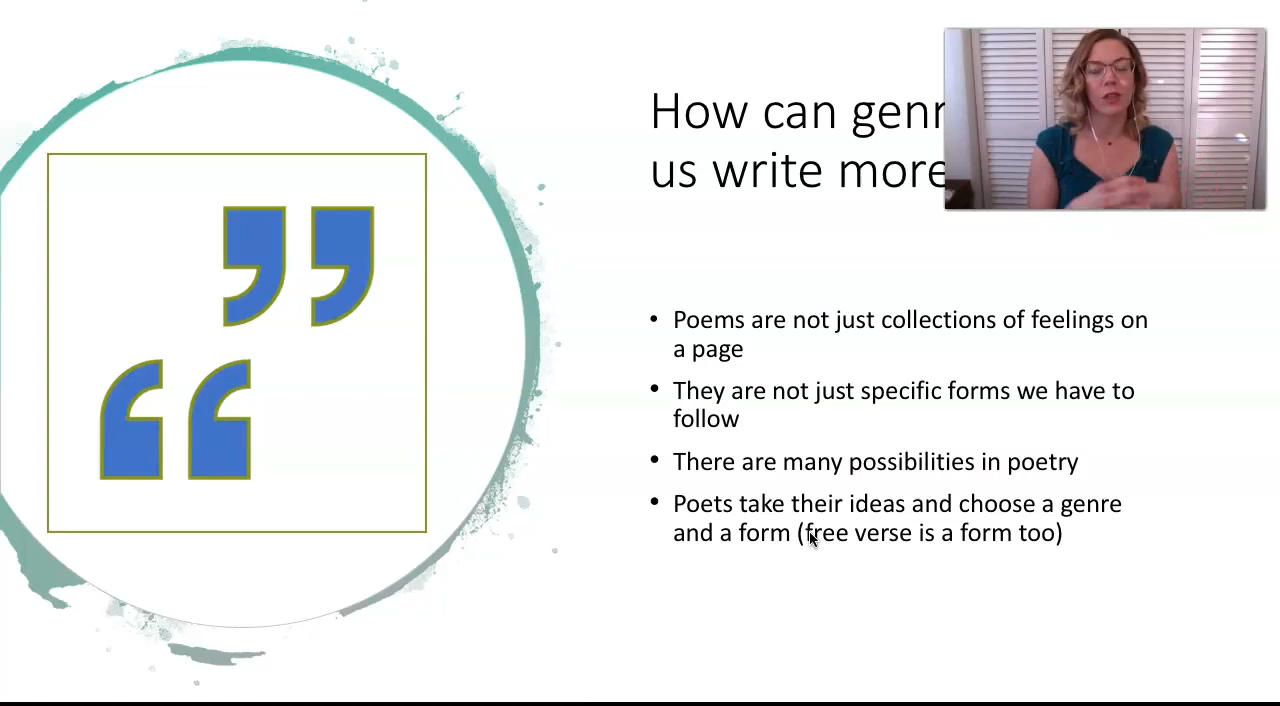 How can
us write more
• Poems are not just collections of feelings on
a page
• They are not just specific forms we have to
follow
• There are many possibilities in poetry
• Poets take their ideas and choose a genre
and a form (free verse is a form too)